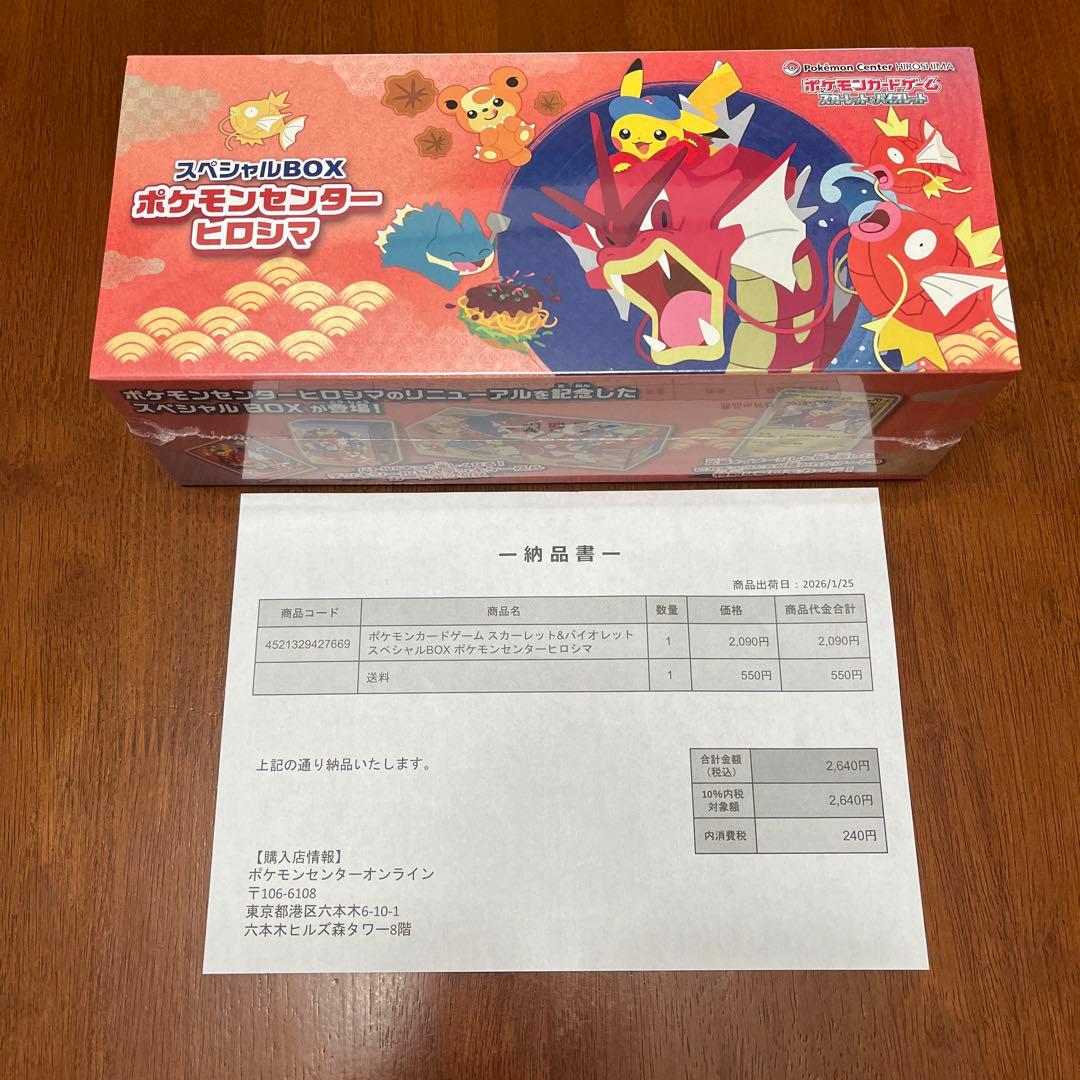 Pokémon Center HIROSHIMA
ポケモンカードゲーム
スカーレット&バイオレット
スペシャルBOX
ポケモンセンター
ヒロシマ
ポケモンセンターヒロシマのリニューアルを記念した
きねん
スペシャルBOXが登場!
ー納品書ー
商品出荷日:2026/1/25
商品コード 商品名 数量 価格 商品代金合計
4521329427669 ポケモンカードゲーム スカーレット&バイオレット 1 2,090円 2,090円
スペシャルBOX ポケモンセンターヒロシマ
送料 1 550円 550円
上記の通り納品いたします。
合計金額
(税込) 2,640円
10%内税
対象額 2,640円
内消費税 240円
【購入店情報】
ポケモンセンターオンライン
〒106-6108
東京都港区六本木6-10-1
六本木ヒルズ森タワー8階